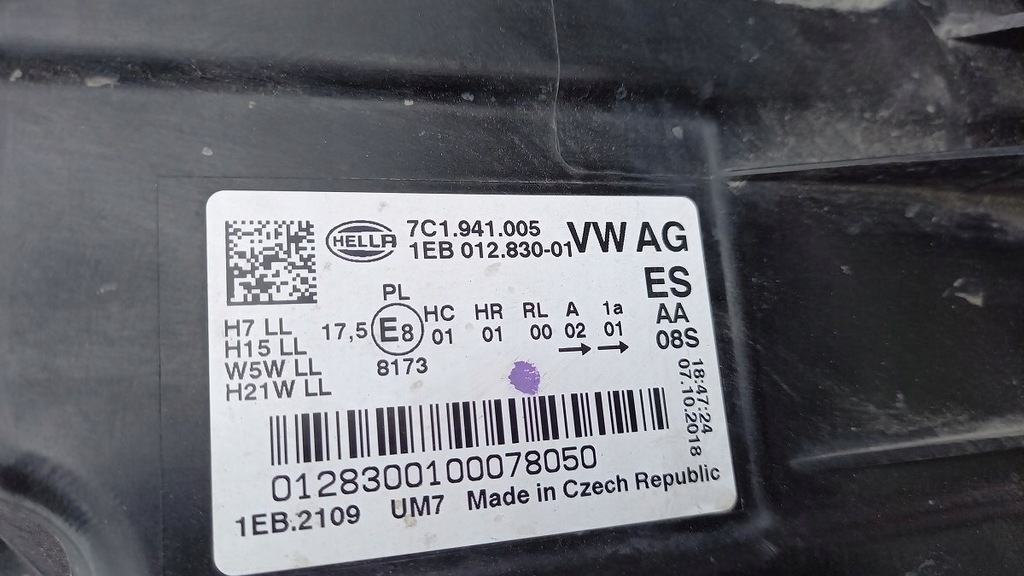 HELLA
7C1.941.005
1EB 012.830-01
VW AG
ES
AA
08S
PL
H7 LL
H15 LL
W5W LL
H21W LL
17,5 E8 HC HR RL A 1a
01 01 00 02 01
→ →
8173
18:47:24
07.10.2018
0128300100078050
1EB.2109 UM7 Made in Czech Republic